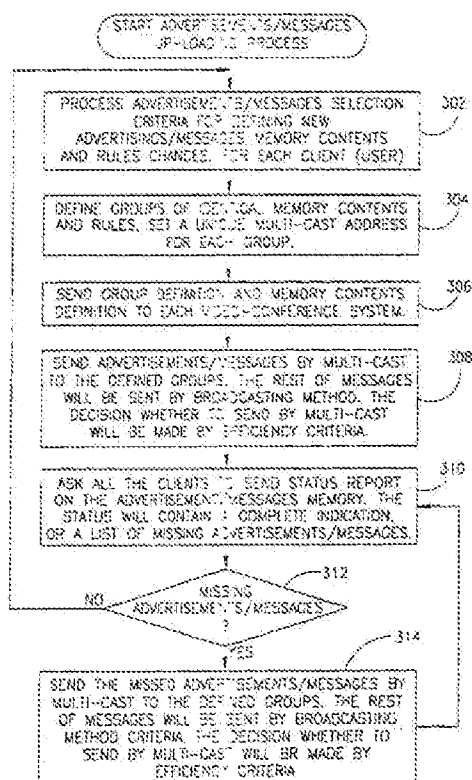 START ADVERTISEMENTS/MESSAGES
UP-LOADING PROCESS
PROCESS ADVERTISEMENTS/MESSAGES SELECTION
CRITERIA FOR DEFINING NEW
ADVERTISINGS/MESSAGES MEMORY CONTENTS
AND RULES CHANGES, FOR EACH CLIENT (USER)
302
DEFINE GROUPS OF IDENTICAL MEMORY CONTENTS
AND RULES, SET A UNIQUE MULTI-CAST ADDRESS
FOR EACH GROUP.
304
SEND GROUP DEFINITION AND MEMORY CONTENTS
DEFINITION TO EACH VIDEO-CONFERENCE SYSTEM.
306
SEND ADVERTISEMENTS/MESSAGES BY MULTI-CAST
TO THE DEFINED GROUPS. THE REST OF MESSAGES
WILL BE SENT BY BROADCASTING METHOD. THE
DECISION WHETHER TO SEND BY MULTI-CAST
WILL BE MADE BY EFFICIENCY CRITERIA.
308
ASK ALL THE CLIENTS TO SEND STATUS REPORT
ON THE ADVERTISEMENT/MESSAGES MEMORY. THE
STATUS WILL CONTAIN A COMPLETE INDICATION,
OR A LIST OF MISSING ADVERTISEMENTS/MESSAGES.
310
MISSING
ADVERTISEMENTS/MESSAGES
?
312
NO
YES
SEND THE MISSED ADVERTISEMENTS/MESSAGES BY
MULTI-CAST TO THE DEFINED GROUPS. THE REST
OF MESSAGES WILL BE SENT BY BROADCASTING
METHOD CRITERIA. THE DECISION WHETHER TO
SEND BY MULTI-CAST WILL BR MADE BY
EFFICIENCY CRITERIA
314